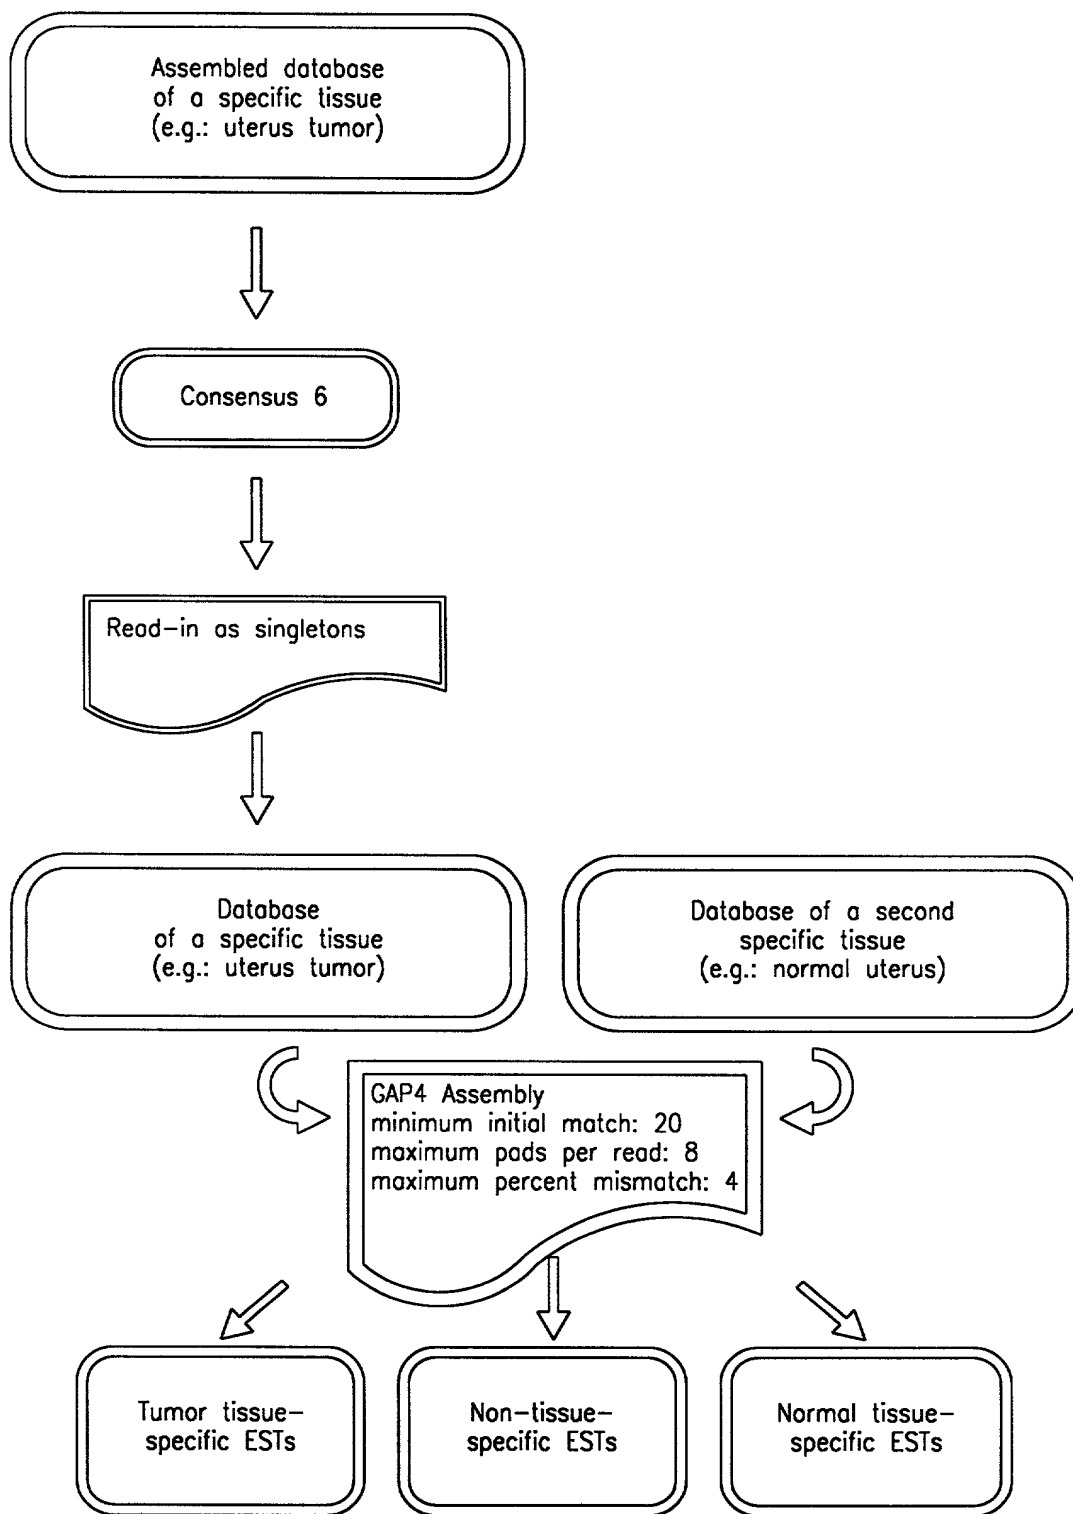 Assembled database
of a specific tissue
(e.g.: uterus tumor)
Consensus 6
Read-in as singletons
Database
of a specific tissue
(e.g.: uterus tumor)
Database of a second
specific tissue
(e.g.: normal uterus)
GAP4 Assembly
minimum initial match: 20
maximum pads per read: 8
maximum percent mismatch: 4
Tumor tissue-
specific ESTs
Non-tissue-
specific ESTs
Normal tissue-
specific ESTs